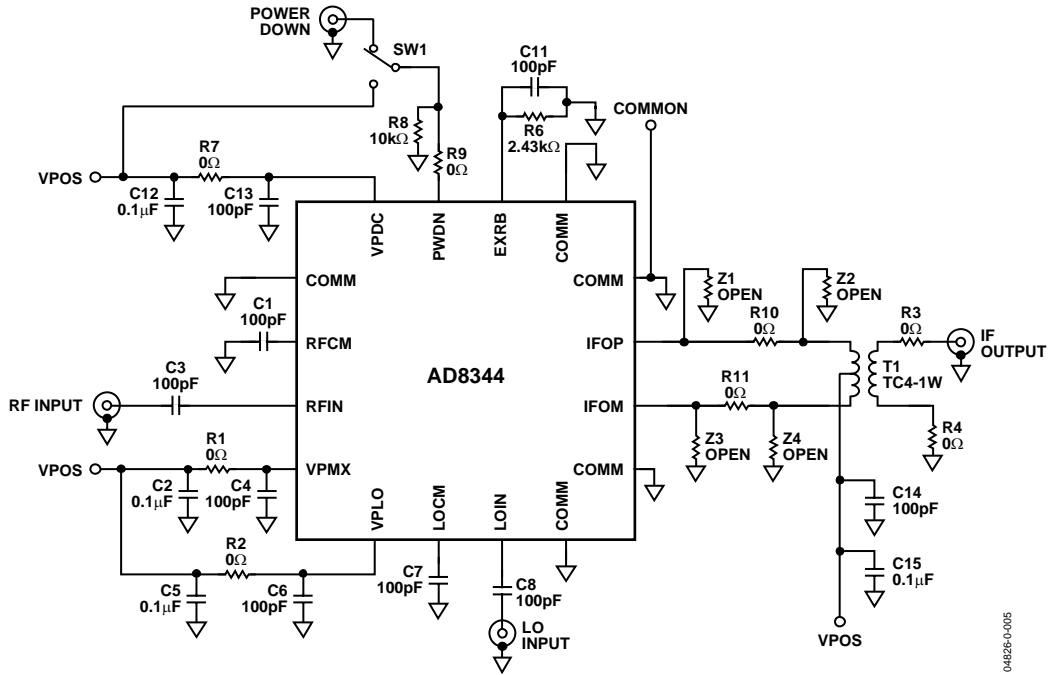 POWER
DOWN
SW1
C11
100pF
R8
10kΩ
R6
2.43kΩ
COMMON
R7
0Ω
R9
0Ω
VPOS
C12
0.1µF
C13
100pF
VPDC
PWDN
EXRB
COMM
COMM
COMM
Z1
OPEN
Z2
OPEN
C1
100pF
R10
0Ω
R3
0Ω
RFCM
IFOP
IF
OUTPUT
AD8344
T1
TC4-1W
C3
100pF
R11
0Ω
RF INPUT
RFIN
IFOM
R4
0Ω
R1
0Ω
Z3
OPEN
Z4
OPEN
VPOS
VPMX
COMM
C2
0.1µF
C4
100pF
VPLO
LOCM
LOIN
COMM
C14
100pF
R2
0Ω
C5
0.1µF
C6
100pF
C7
100pF
C8
100pF
C15
0.1µF
LO
INPUT
VPOS
04826-0-005